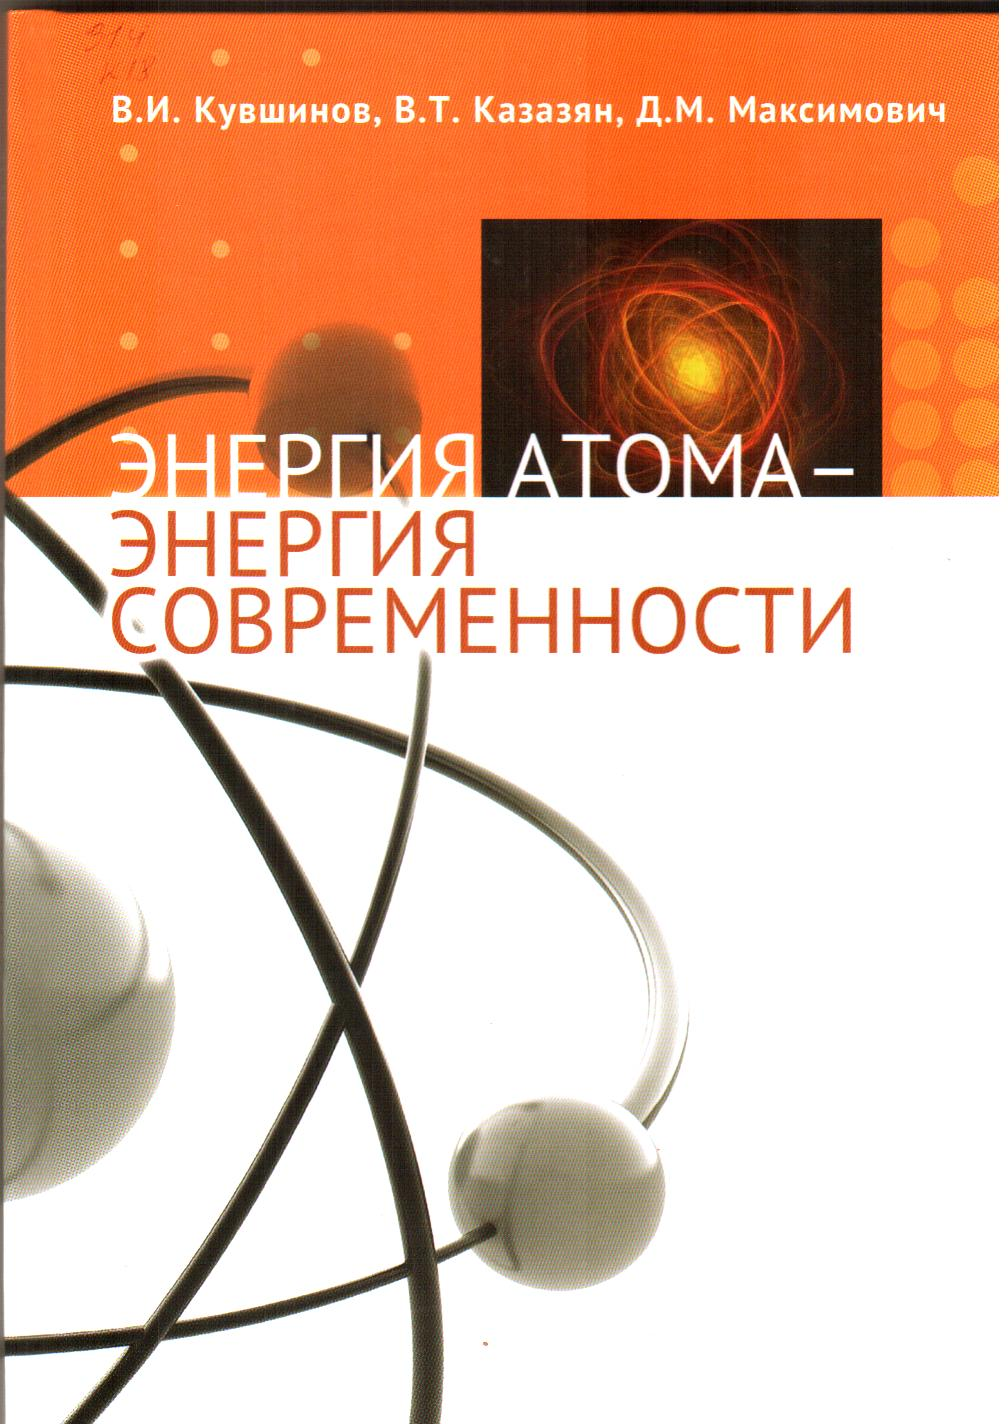 В.И. Кувшинов, В.Т. Казазян, Д.М. Максимович
ЭНЕРГИЯ АТОМА –
ЭНЕРГИЯ
СОВРЕМЕННОСТИ